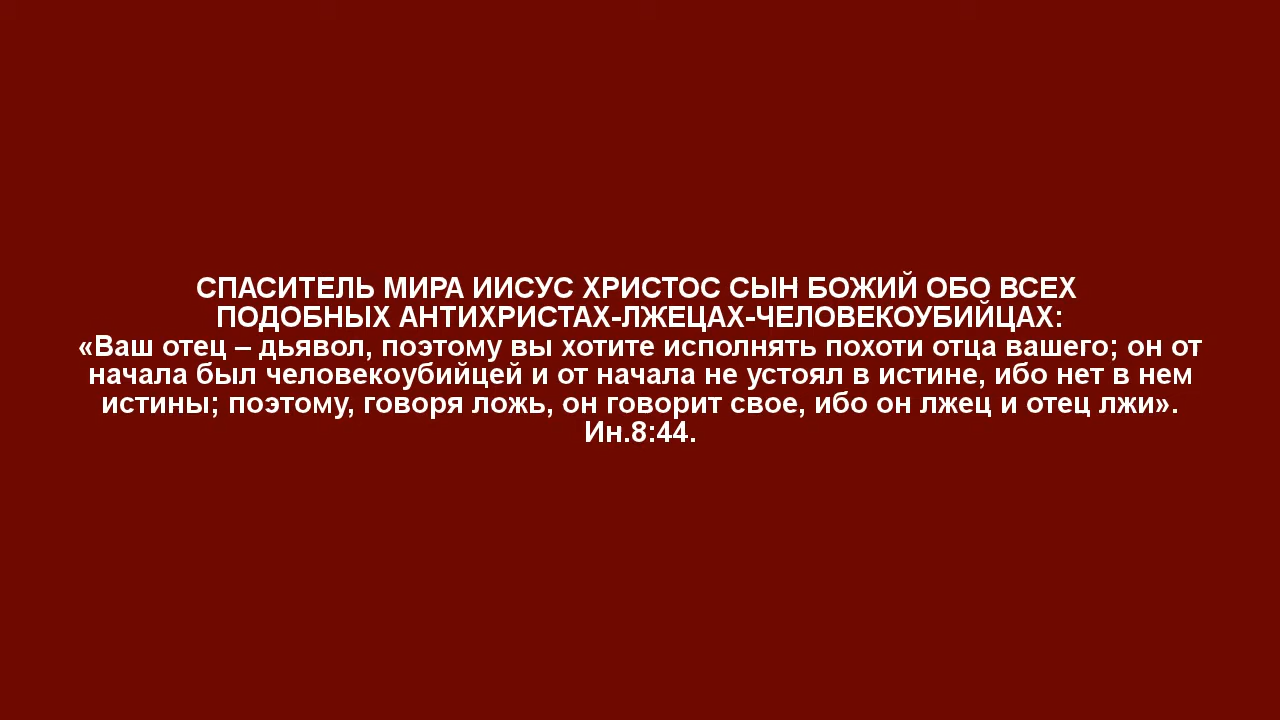 СПАСИТЕЛЬ МИРА ИИСУС ХРИСТОС СЫН БОЖИЙ ОБО ВСЕХ
ПОДОБНЫХ АНТИХРИСТАХ-ЛЖЕЦАХ-ЧЕЛОВЕКОУБИЙЦАХ:
«Ваш отец – дьявол, поэтому вы хотите исполнять похоти отца вашего; он от
начала был человекоубийцей и от начала не устоял в истине, ибо нет в нем
истины; поэтому, говоря ложь, он говорит свое, ибо он лжец и отец лжи».
Ин.8:44.